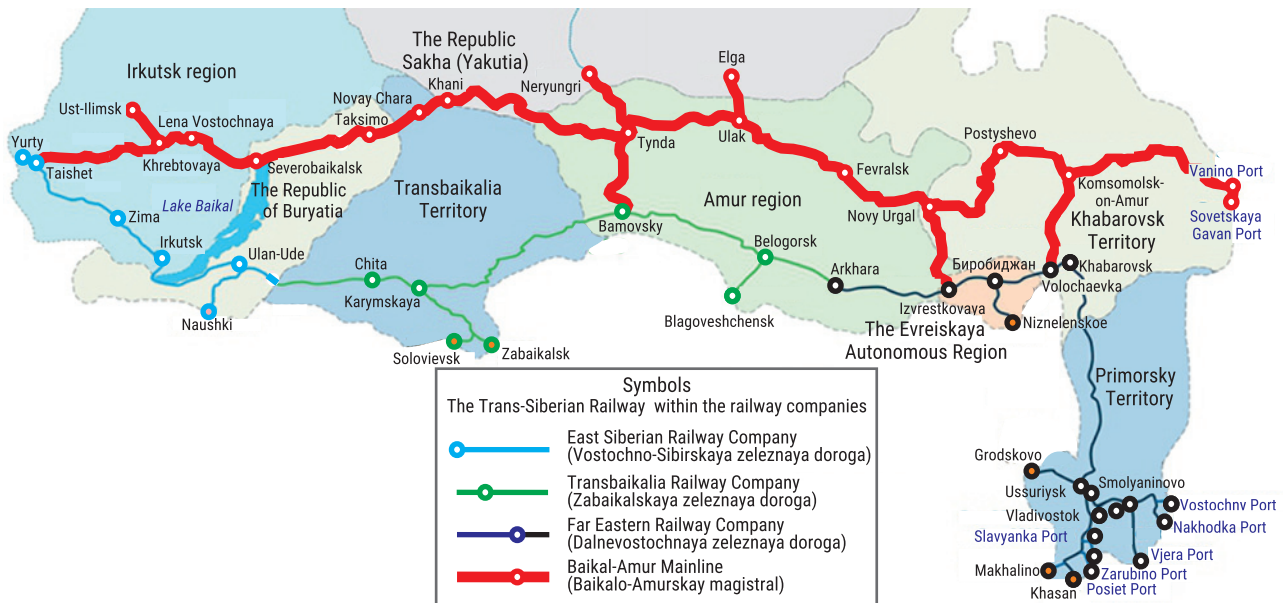 The Republic
Sakha (Yakutia)
Irkutsk region
Elga
Khani
Neryungri
Novay Chara
Ust-Ilimsk
Lena Vostochnaya
Taksimo
Yurty
Postyshevo
Tynda
Ulak
Khrebtovaya
Taishet
Severobaikalsk
Fevralsk
Vanino Port
The Republic
of Buryatia
Transbaikalia
Territory
Komsomolsk-
on-Amur
Lake Baikal
Amur region
Zima
Novy Urgal
Sovetskaya
Gavan Port
Khabarovsk
Territory
Bamovsky
Irkutsk
Ulan-Ude
Belogorsk
Chita
Arkhara
Биробиджан
Khabarovsk
Volochaevka
Karymskaya
Izvrestkovaya
Naushki
Blagoveshchensk
Niznelenskoe
The Evreiskaya
Autonomous Region
Solovievsk
Zabaikalsk
Primorsky
Territory
Symbols
The Trans-Siberian Railway within the railway companies
East Siberian Railway Company
(Vostochno-Sibirskaya zeleznaya doroga)
Transbaikalia Railway Company
(Zabaikalskaya zeleznaya doroga)
Far Eastern Railway Company
(Dalnevostochnaya zeleznaya doroga)
Baikal-Amur Mainline
(Baikalo-Amurskay magistral)
Grodskovo
Ussuriysk
Smolyaninovo
Vladivostok
Vostochnv Port
Nakhodka Port
Slavyanka Port
Vjera Port
Makhalino
Zarubino Port
Khasan
Posiet Port